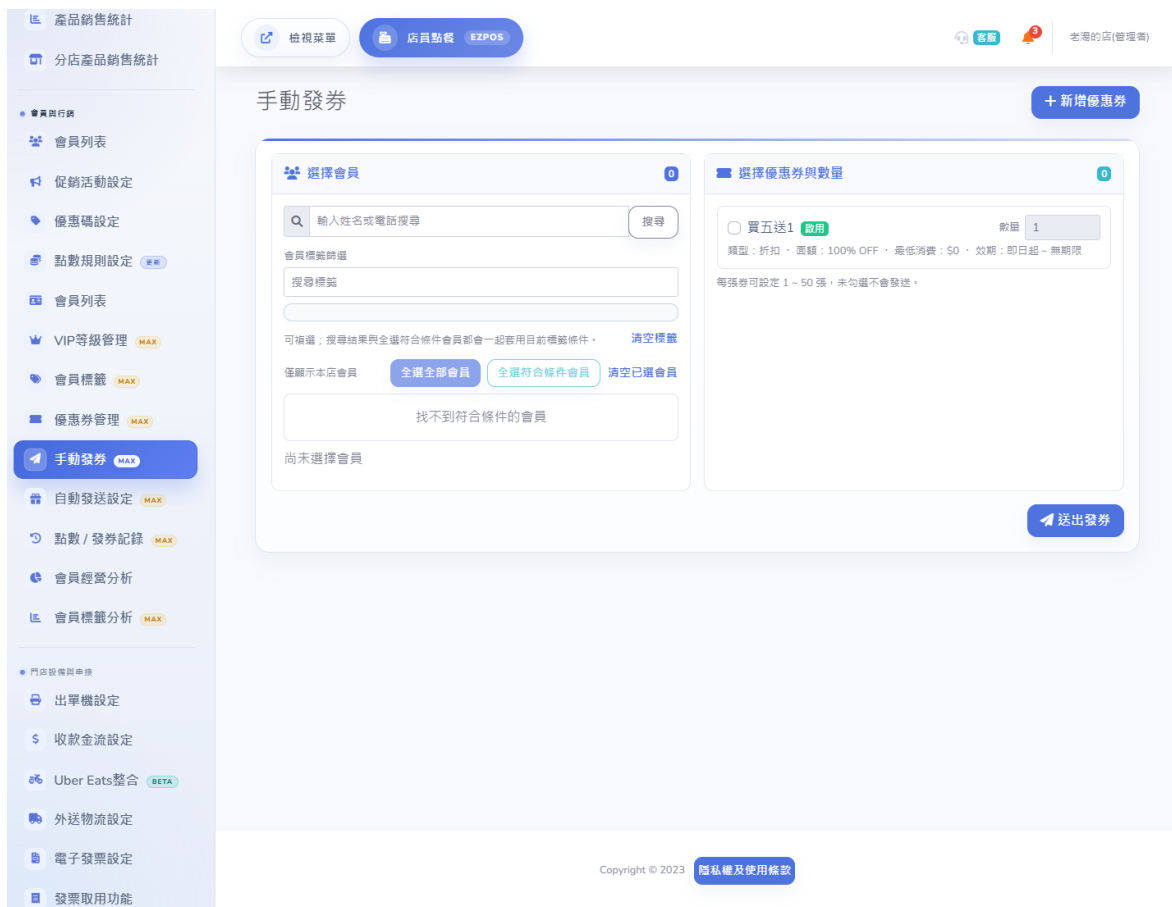 產品銷售統計
分店產品銷售統計
會員與行銷
會員列表
促銷活動設定
優惠碼設定
點數規則設定 更新
會員列表
VIP等級管理 MAX
會員標籤 MAX
優惠券管理 MAX
手動發券 MAX
自動發送設定 MAX
點數 / 發券記錄 MAX
會員經營分析
會員標籤分析 MAX
門店設備與串接
出單機設定
收款金流設定
Uber Eats整合 BETA
外送物流設定
電子發票設定
發票取用功能
檢視菜單
店員點餐 EZPOS
客服
3
老湯的店(管理者)
手動發券
+ 新增優惠券
選擇會員 0
輸入姓名或電話搜尋 搜尋
會員標籤篩選
搜尋標籤
可複選；搜尋結果與全選符合條件會員都會一起套用目前標籤條件。 清空標籤
僅顯示本店會員 全選全部會員 全選符合條件會員 清空已選會員
找不到符合條件的會員
尚未選擇會員
選擇優惠券與數量 0
買五送1 啟用 數量 1
類型：折扣 · 面額：100% OFF · 最低消費：$0 · 效期：即日起 ~ 無期限
每張券可設定 1 ~ 50 張，未勾選不會發送。
送出發券
Copyright © 2023 隱私權及使用條款